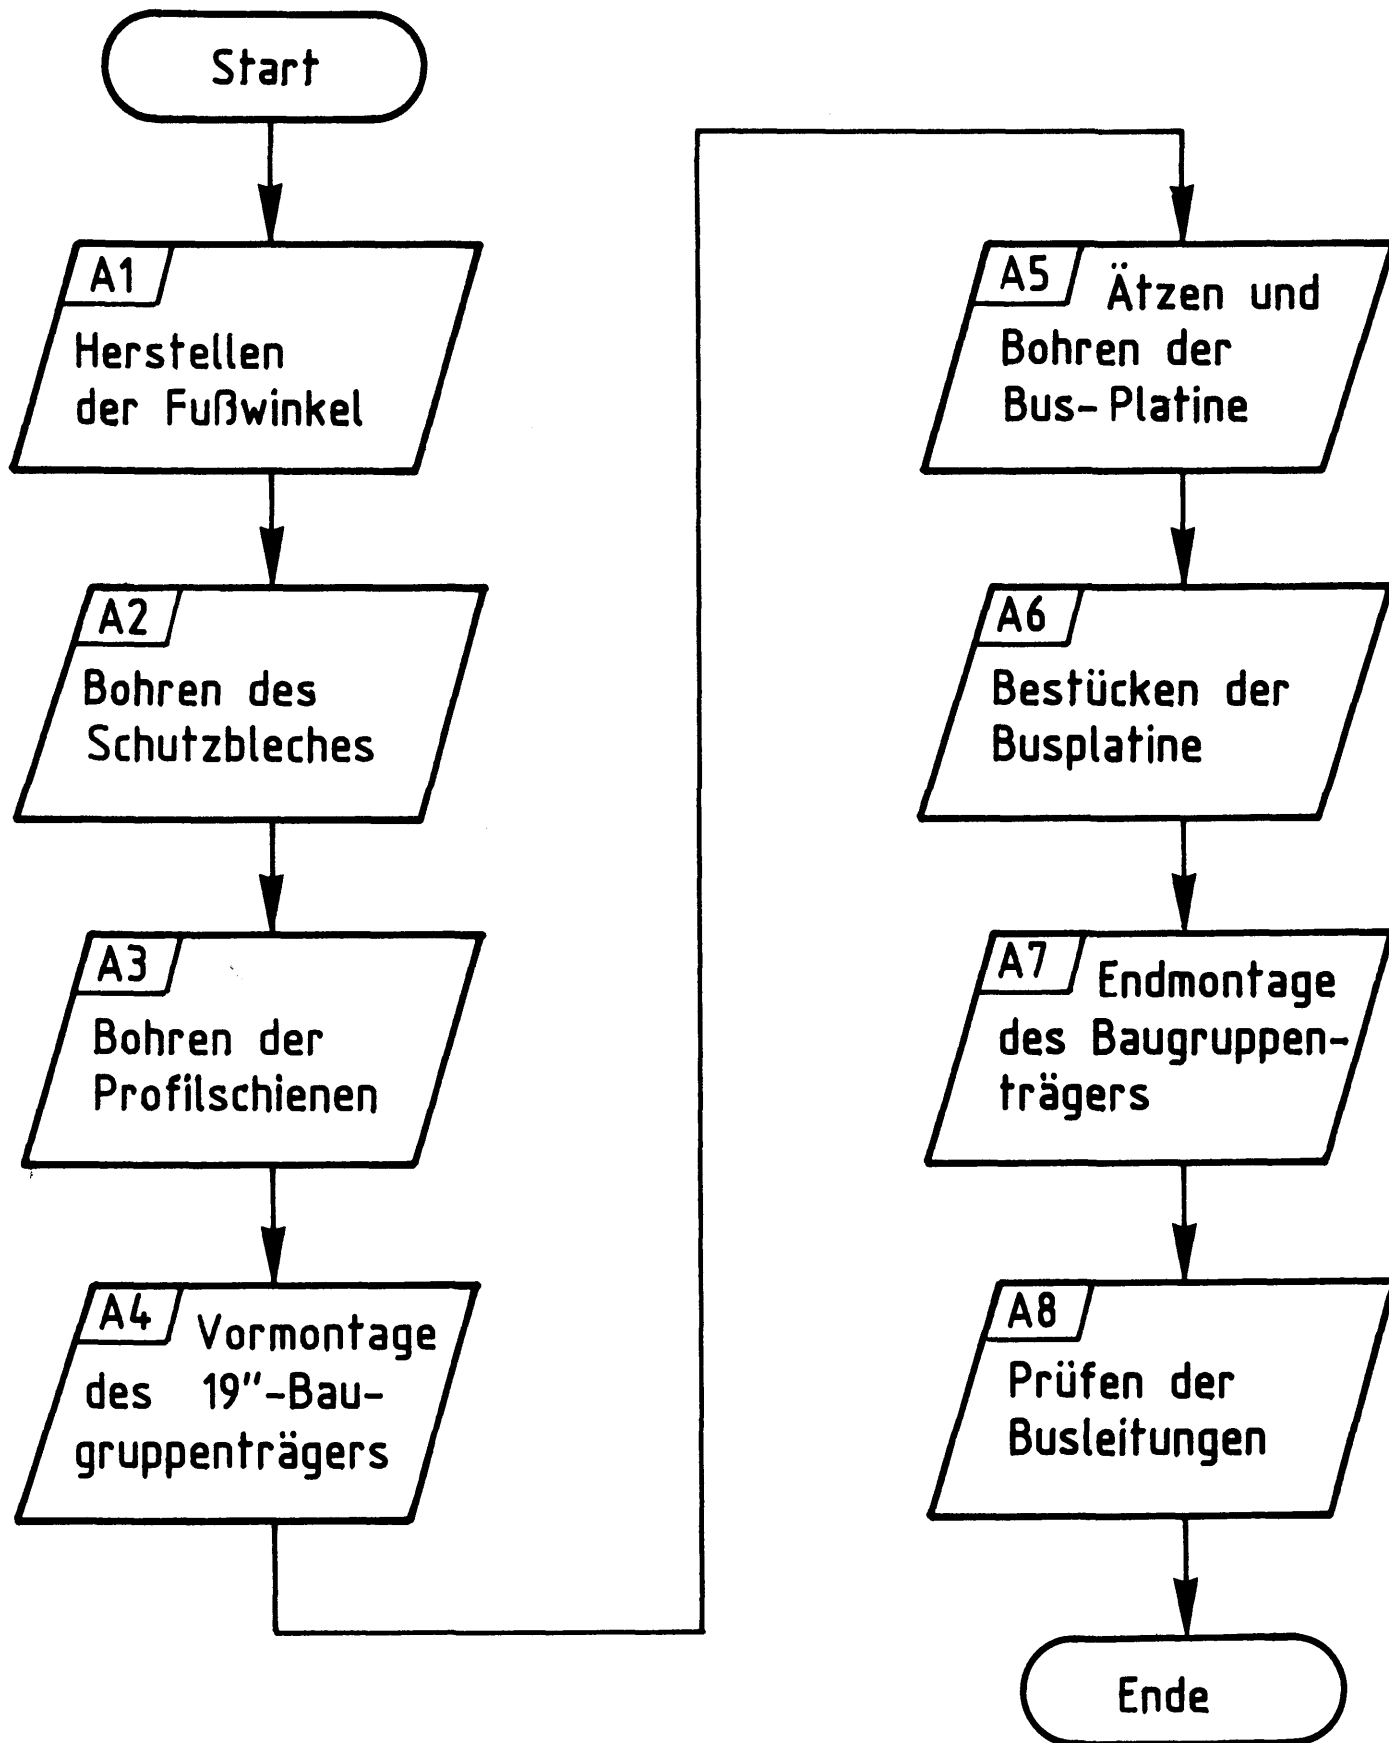 Start
A1
Herstellen
der Fußwinkel
A2
Bohren des
Schutzbleches
A3
Bohren der
Profilschienen
A4
Vormontage
des 19"-Bau-
gruppenträgers
A5
Ätzen und
Bohren der
Bus-Platine
A6
Bestücken der
Busplatine
A7
Endmontage
des Baugruppen-
trägers
A8
Prüfen der
Busleitungen
Ende